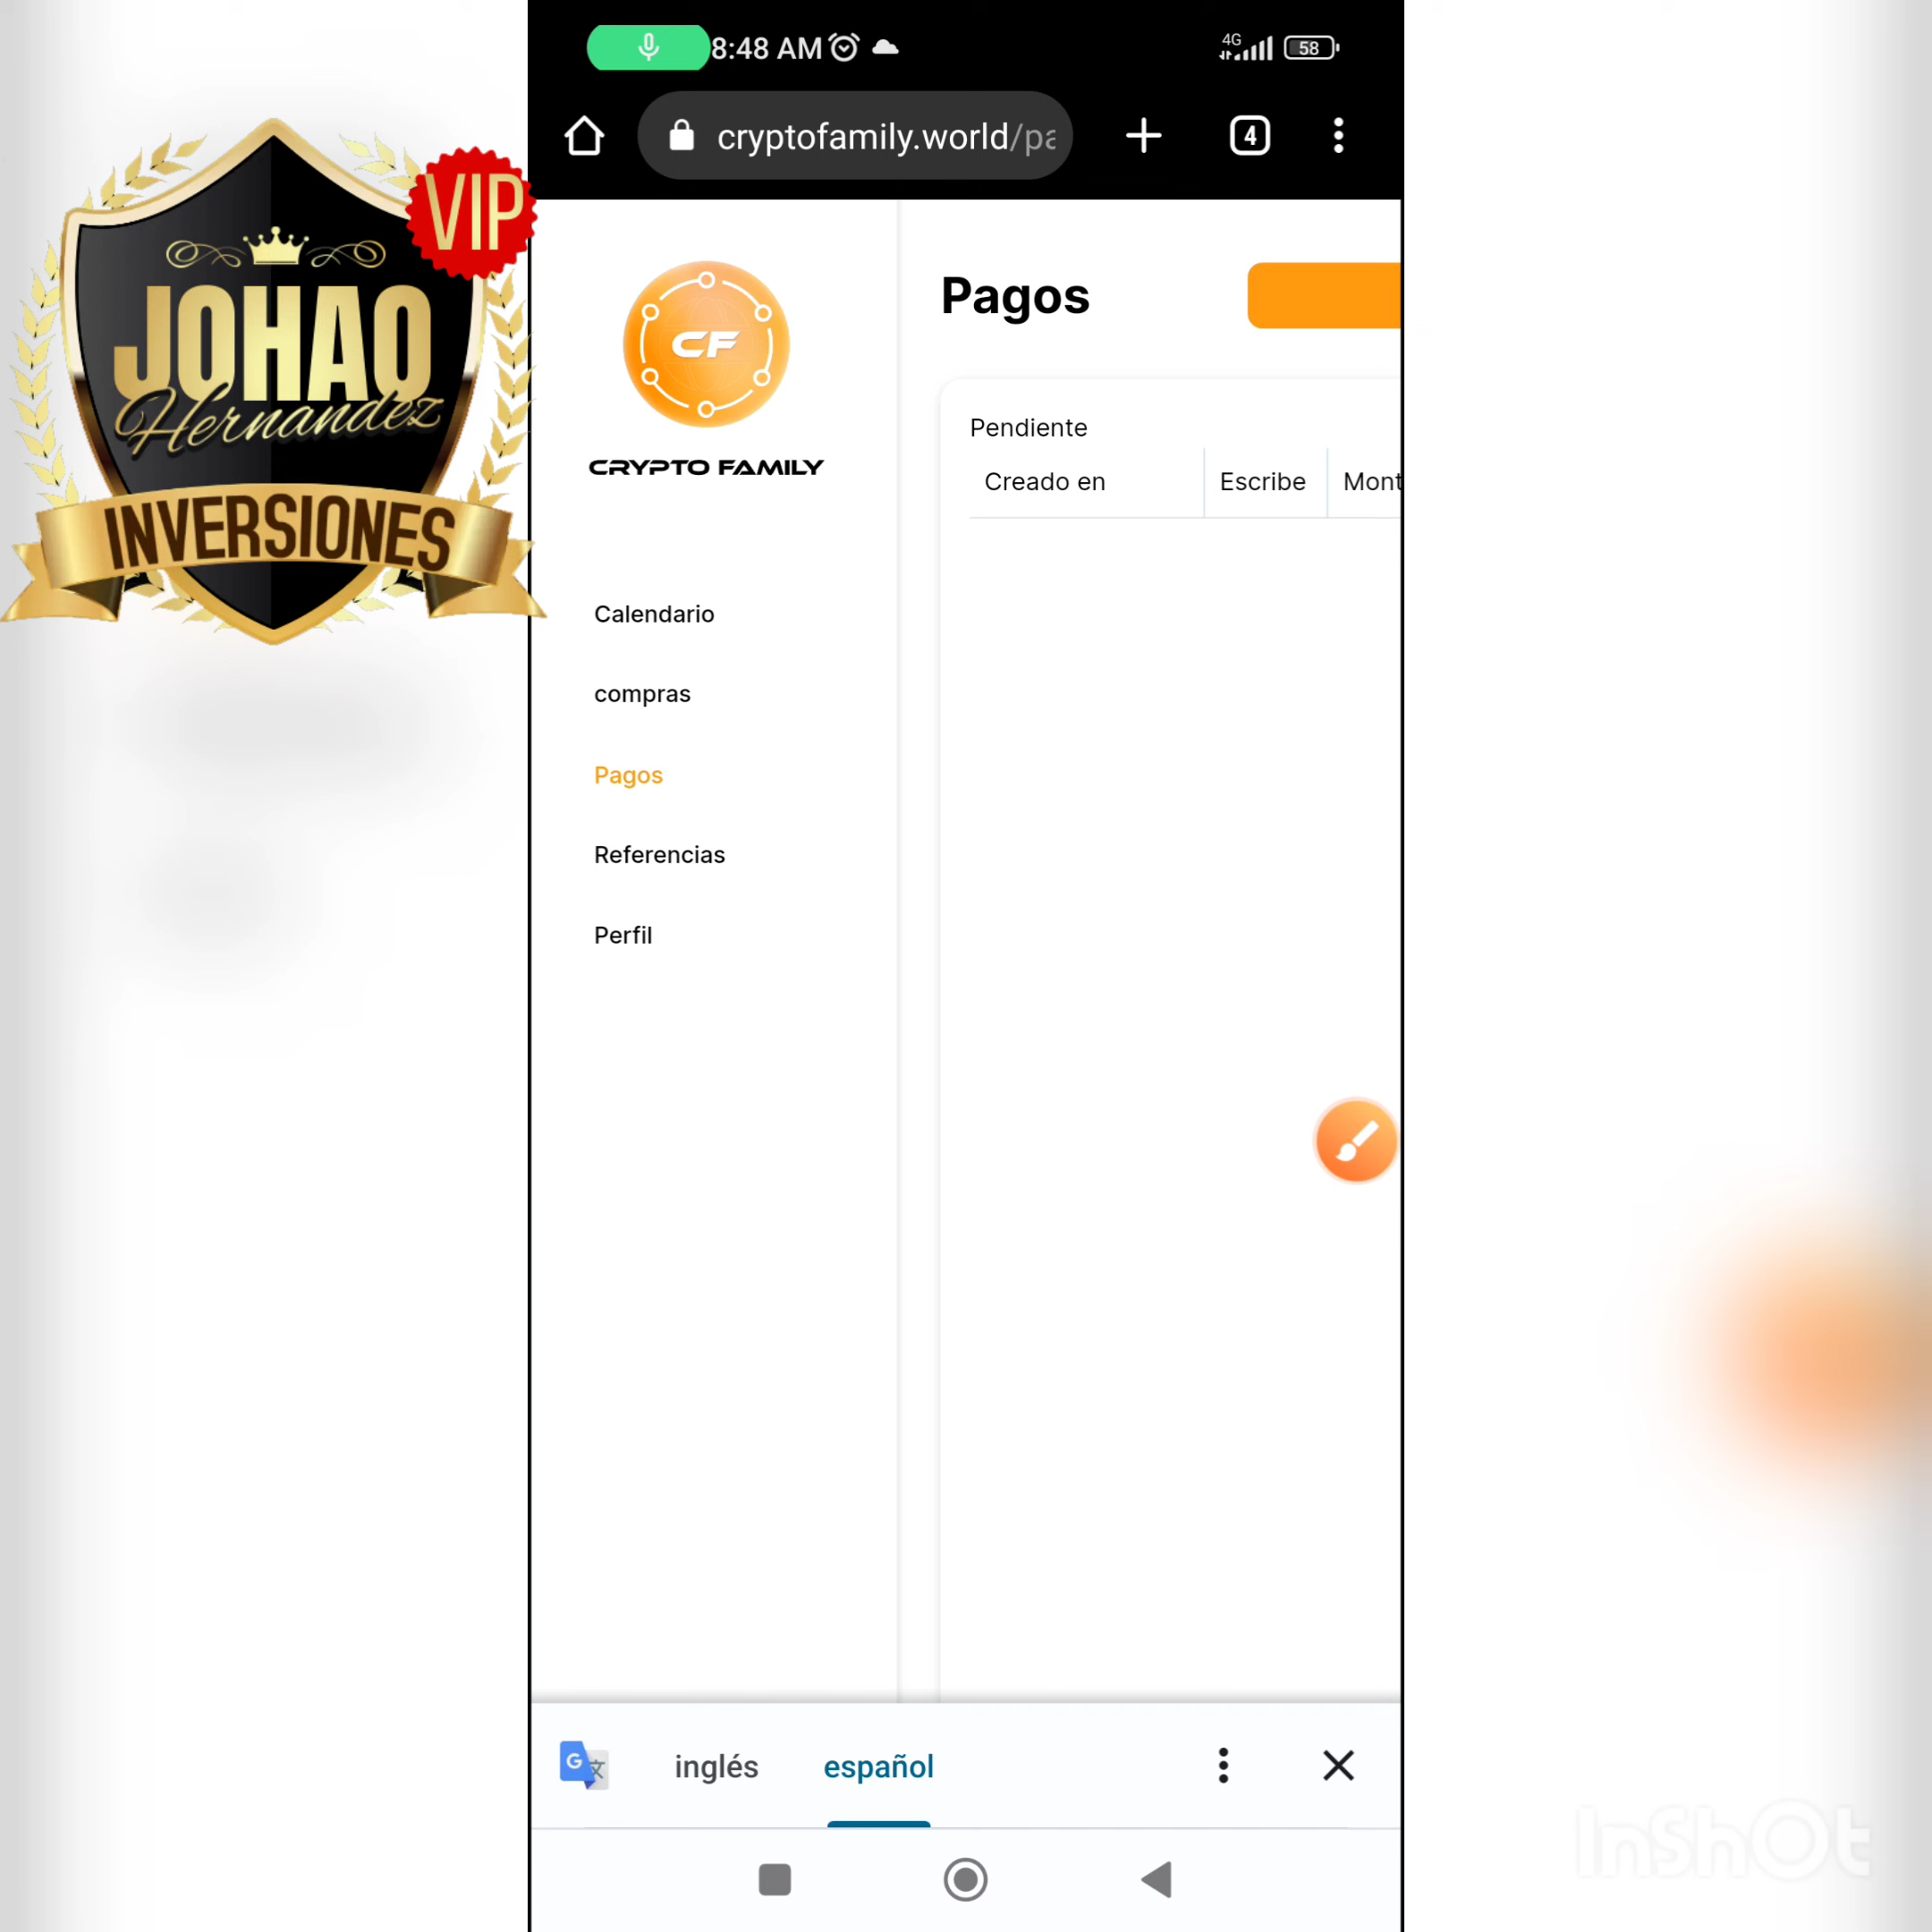 8:48 AM
4G
58
cryptofamily.world/pa
4
VIP
JOHAO
Hernandez
INVERSIONES
CF
CRYPTO FAMILY
Calendario
compras
Pagos
Referencias
Perfil
Pagos
Pendiente
Creado en
Escribe
Mont
G
文
inglés
español
InShOt